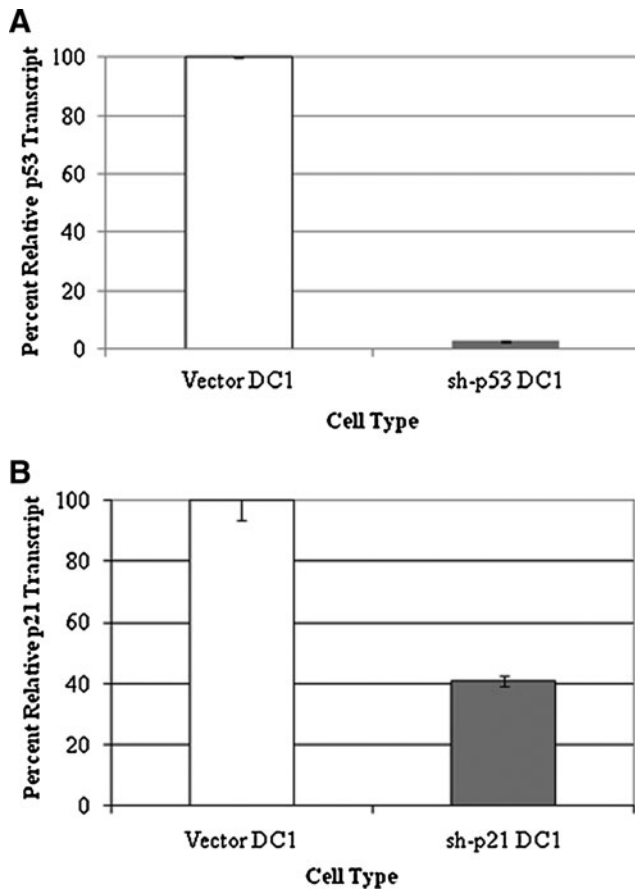 A
Percent Relative p53 Transcript
100
80
60
40
20
0
Vector DC1
sh-p53 DC1
Cell Type
B
Percent Relative p21 Transcript
100
80
60
40
20
0
Vector DC1
sh-p21 DC1
Cell Type